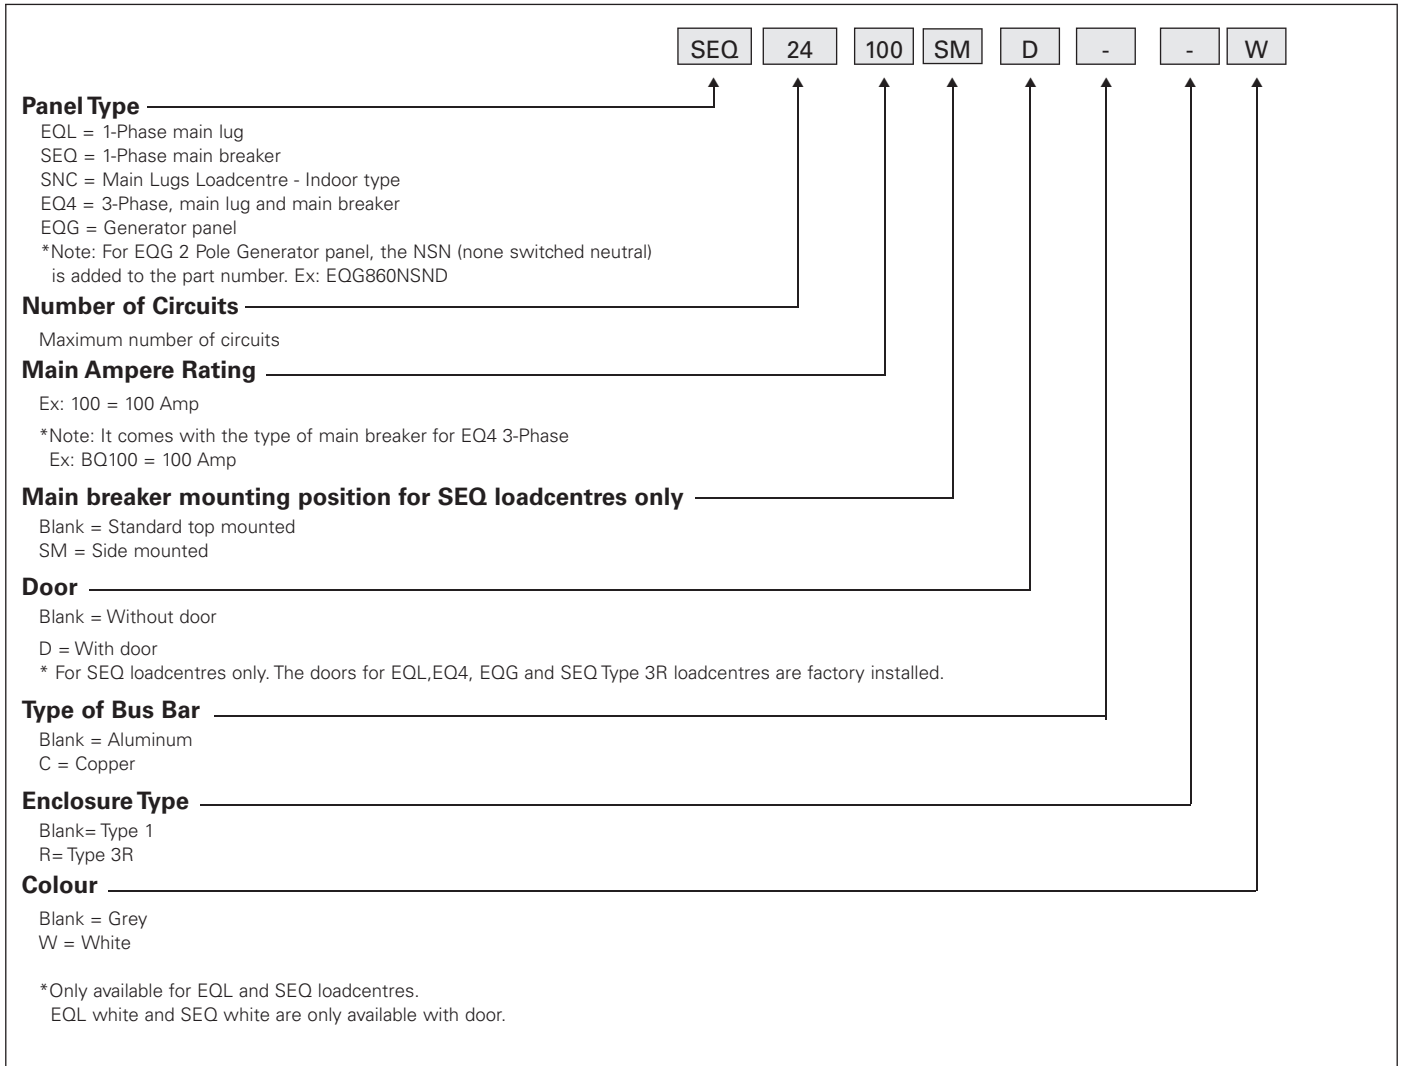 SEQ 24 100 SM D - - W
Panel Type
EQL = 1-Phase main lug
SEQ = 1-Phase main breaker
SNC = Main Lugs Loadcentre - Indoor type
EQ4 = 3-Phase, main lug and main breaker
EQG = Generator panel
*Note: For EQG 2 Pole Generator panel, the NSN (none switched neutral)
is added to the part number. Ex: EQG860NSND
Number of Circuits
Maximum number of circuits
Main Ampere Rating
Ex: 100 = 100 Amp
*Note: It comes with the type of main breaker for EQ4 3-Phase
Ex: BQ100 = 100 Amp
Main breaker mounting position for SEQ loadcentres only
Blank = Standard top mounted
SM = Side mounted
Door
Blank = Without door
D = With door
* For SEQ loadcentres only. The doors for EQL,EQ4, EQG and SEQ Type 3R loadcentres are factory installed.
Type of Bus Bar
Blank = Aluminum
C = Copper
Enclosure Type
Blank= Type 1
R= Type 3R
Colour
Blank = Grey
W = White
*Only available for EQL and SEQ loadcentres.
EQL white and SEQ white are only available with door.